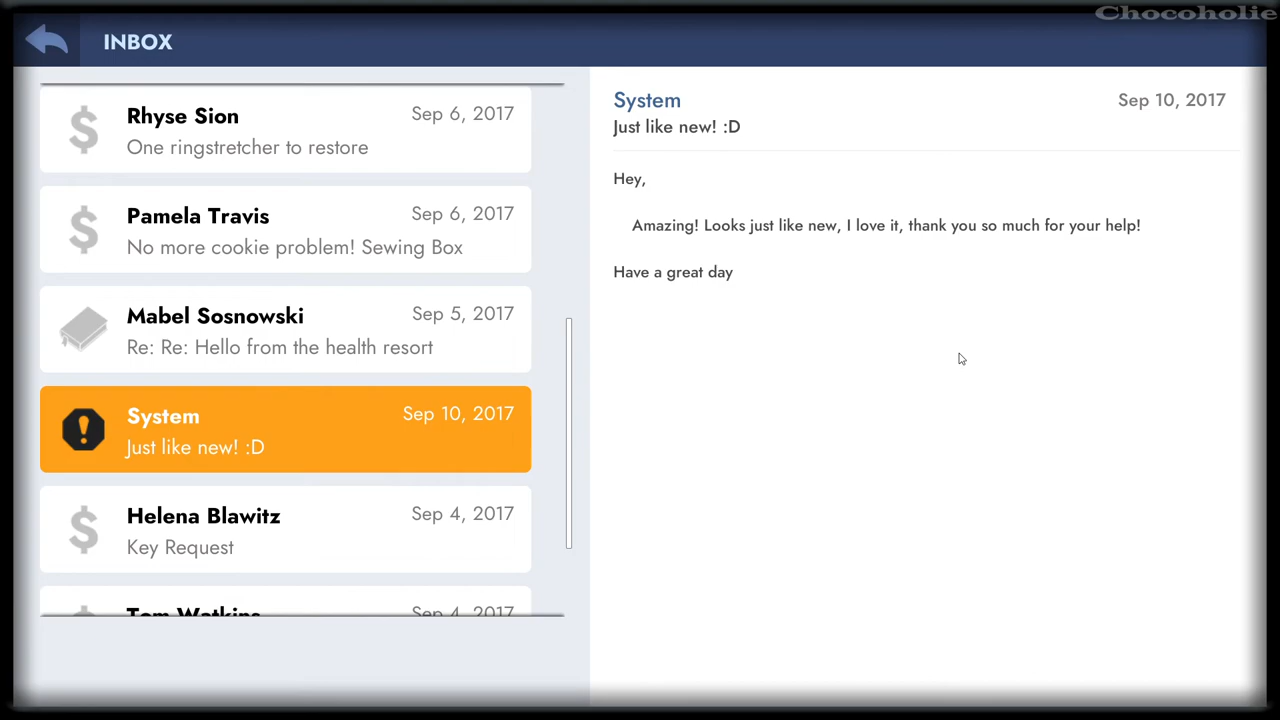 Chocoholie
INBOX
Rhyse Sion
Sep 6, 2017
One ringstretcher to restore
Pamela Travis
Sep 6, 2017
No more cookie problem! Sewing Box
Mabel Sosnowski
Sep 5, 2017
Re: Re: Hello from the health resort
System
Sep 10, 2017
Just like new! :D
Helena Blawitz
Sep 4, 2017
Key Request
Tom Watkins
Sep 4, 2017
System
Sep 10, 2017
Just like new! :D
Hey,
Amazing! Looks just like new, I love it, thank you so much for your help!
Have a great day